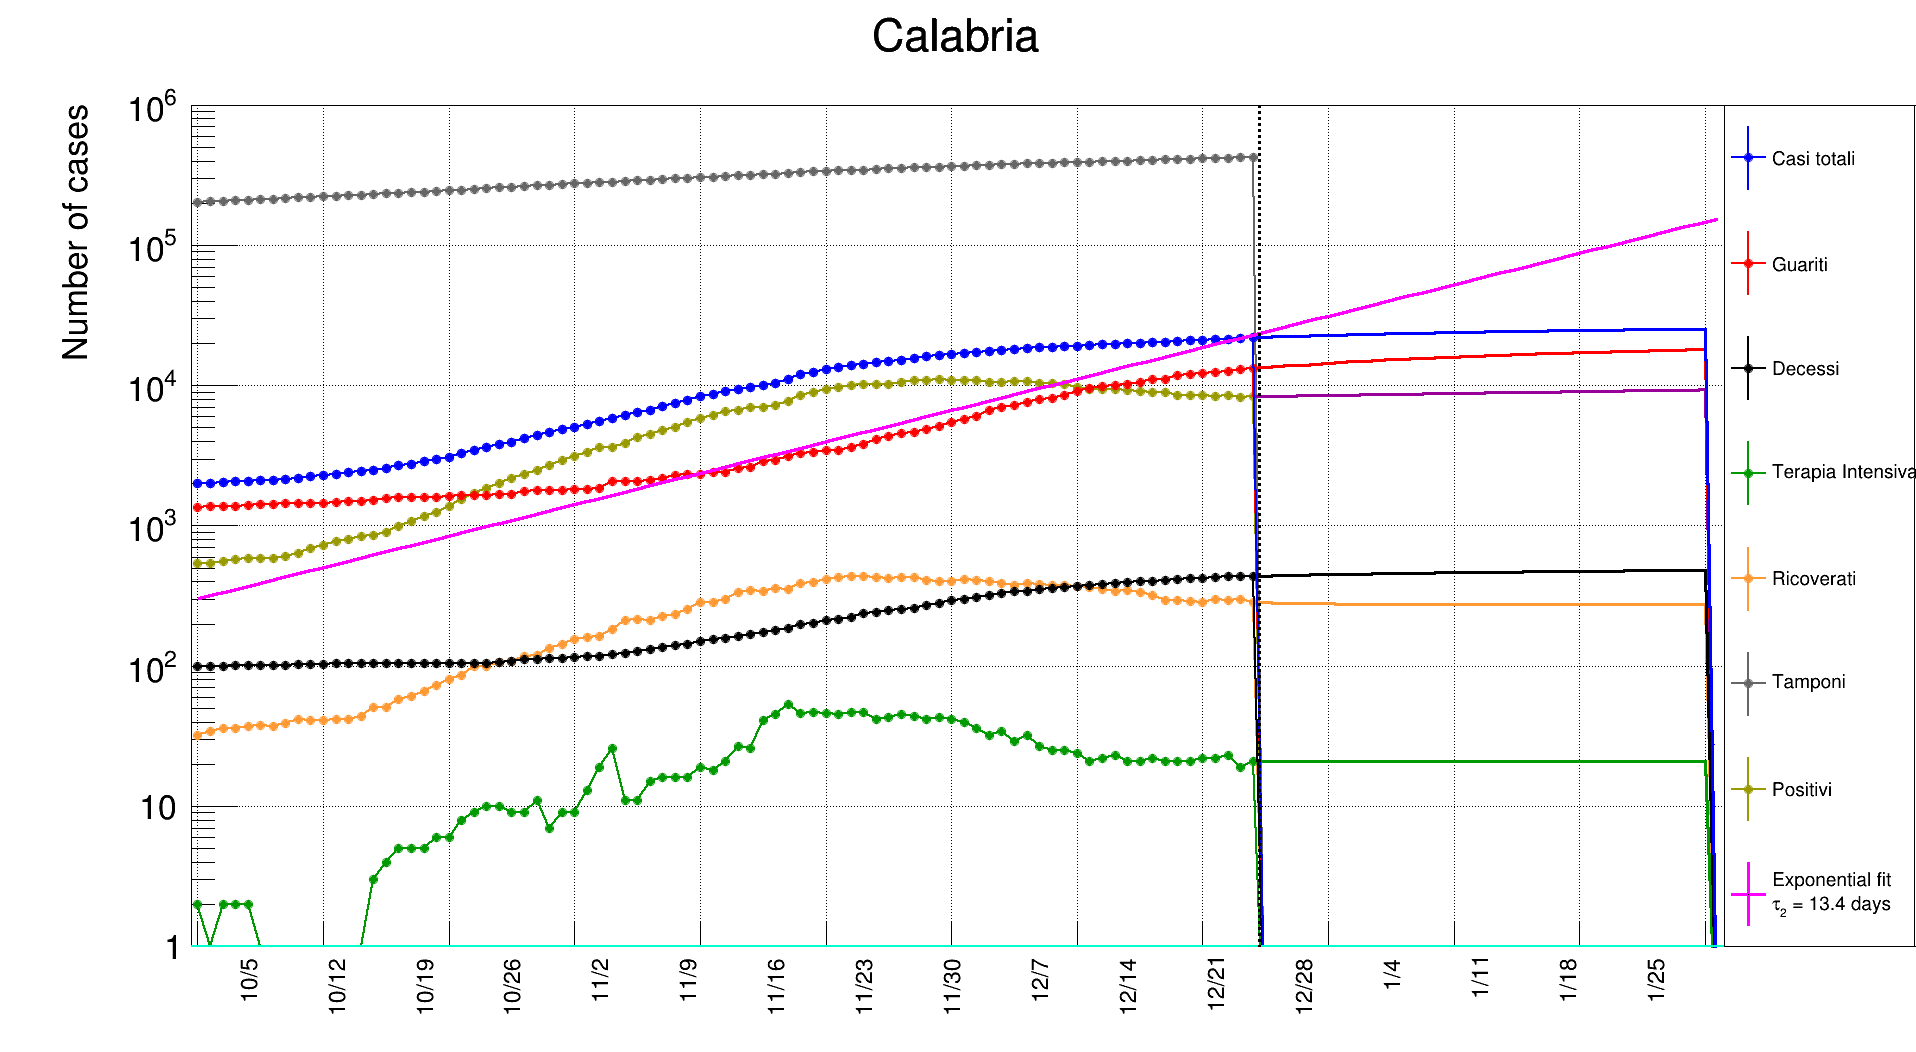 Calabria
Number of cases
10^6
10^5
10^4
10^3
10^2
10
1
10/5
10/12
10/19
10/26
11/2
11/9
11/16
11/23
11/30
12/7
12/14
12/21
12/28
1/4
1/11
1/18
1/25
Casi totali
Guariti
Decessi
Terapia Intensiva
Ricoverati
Tamponi
Positivi
Exponential fit
τ₂ = 13.4 days